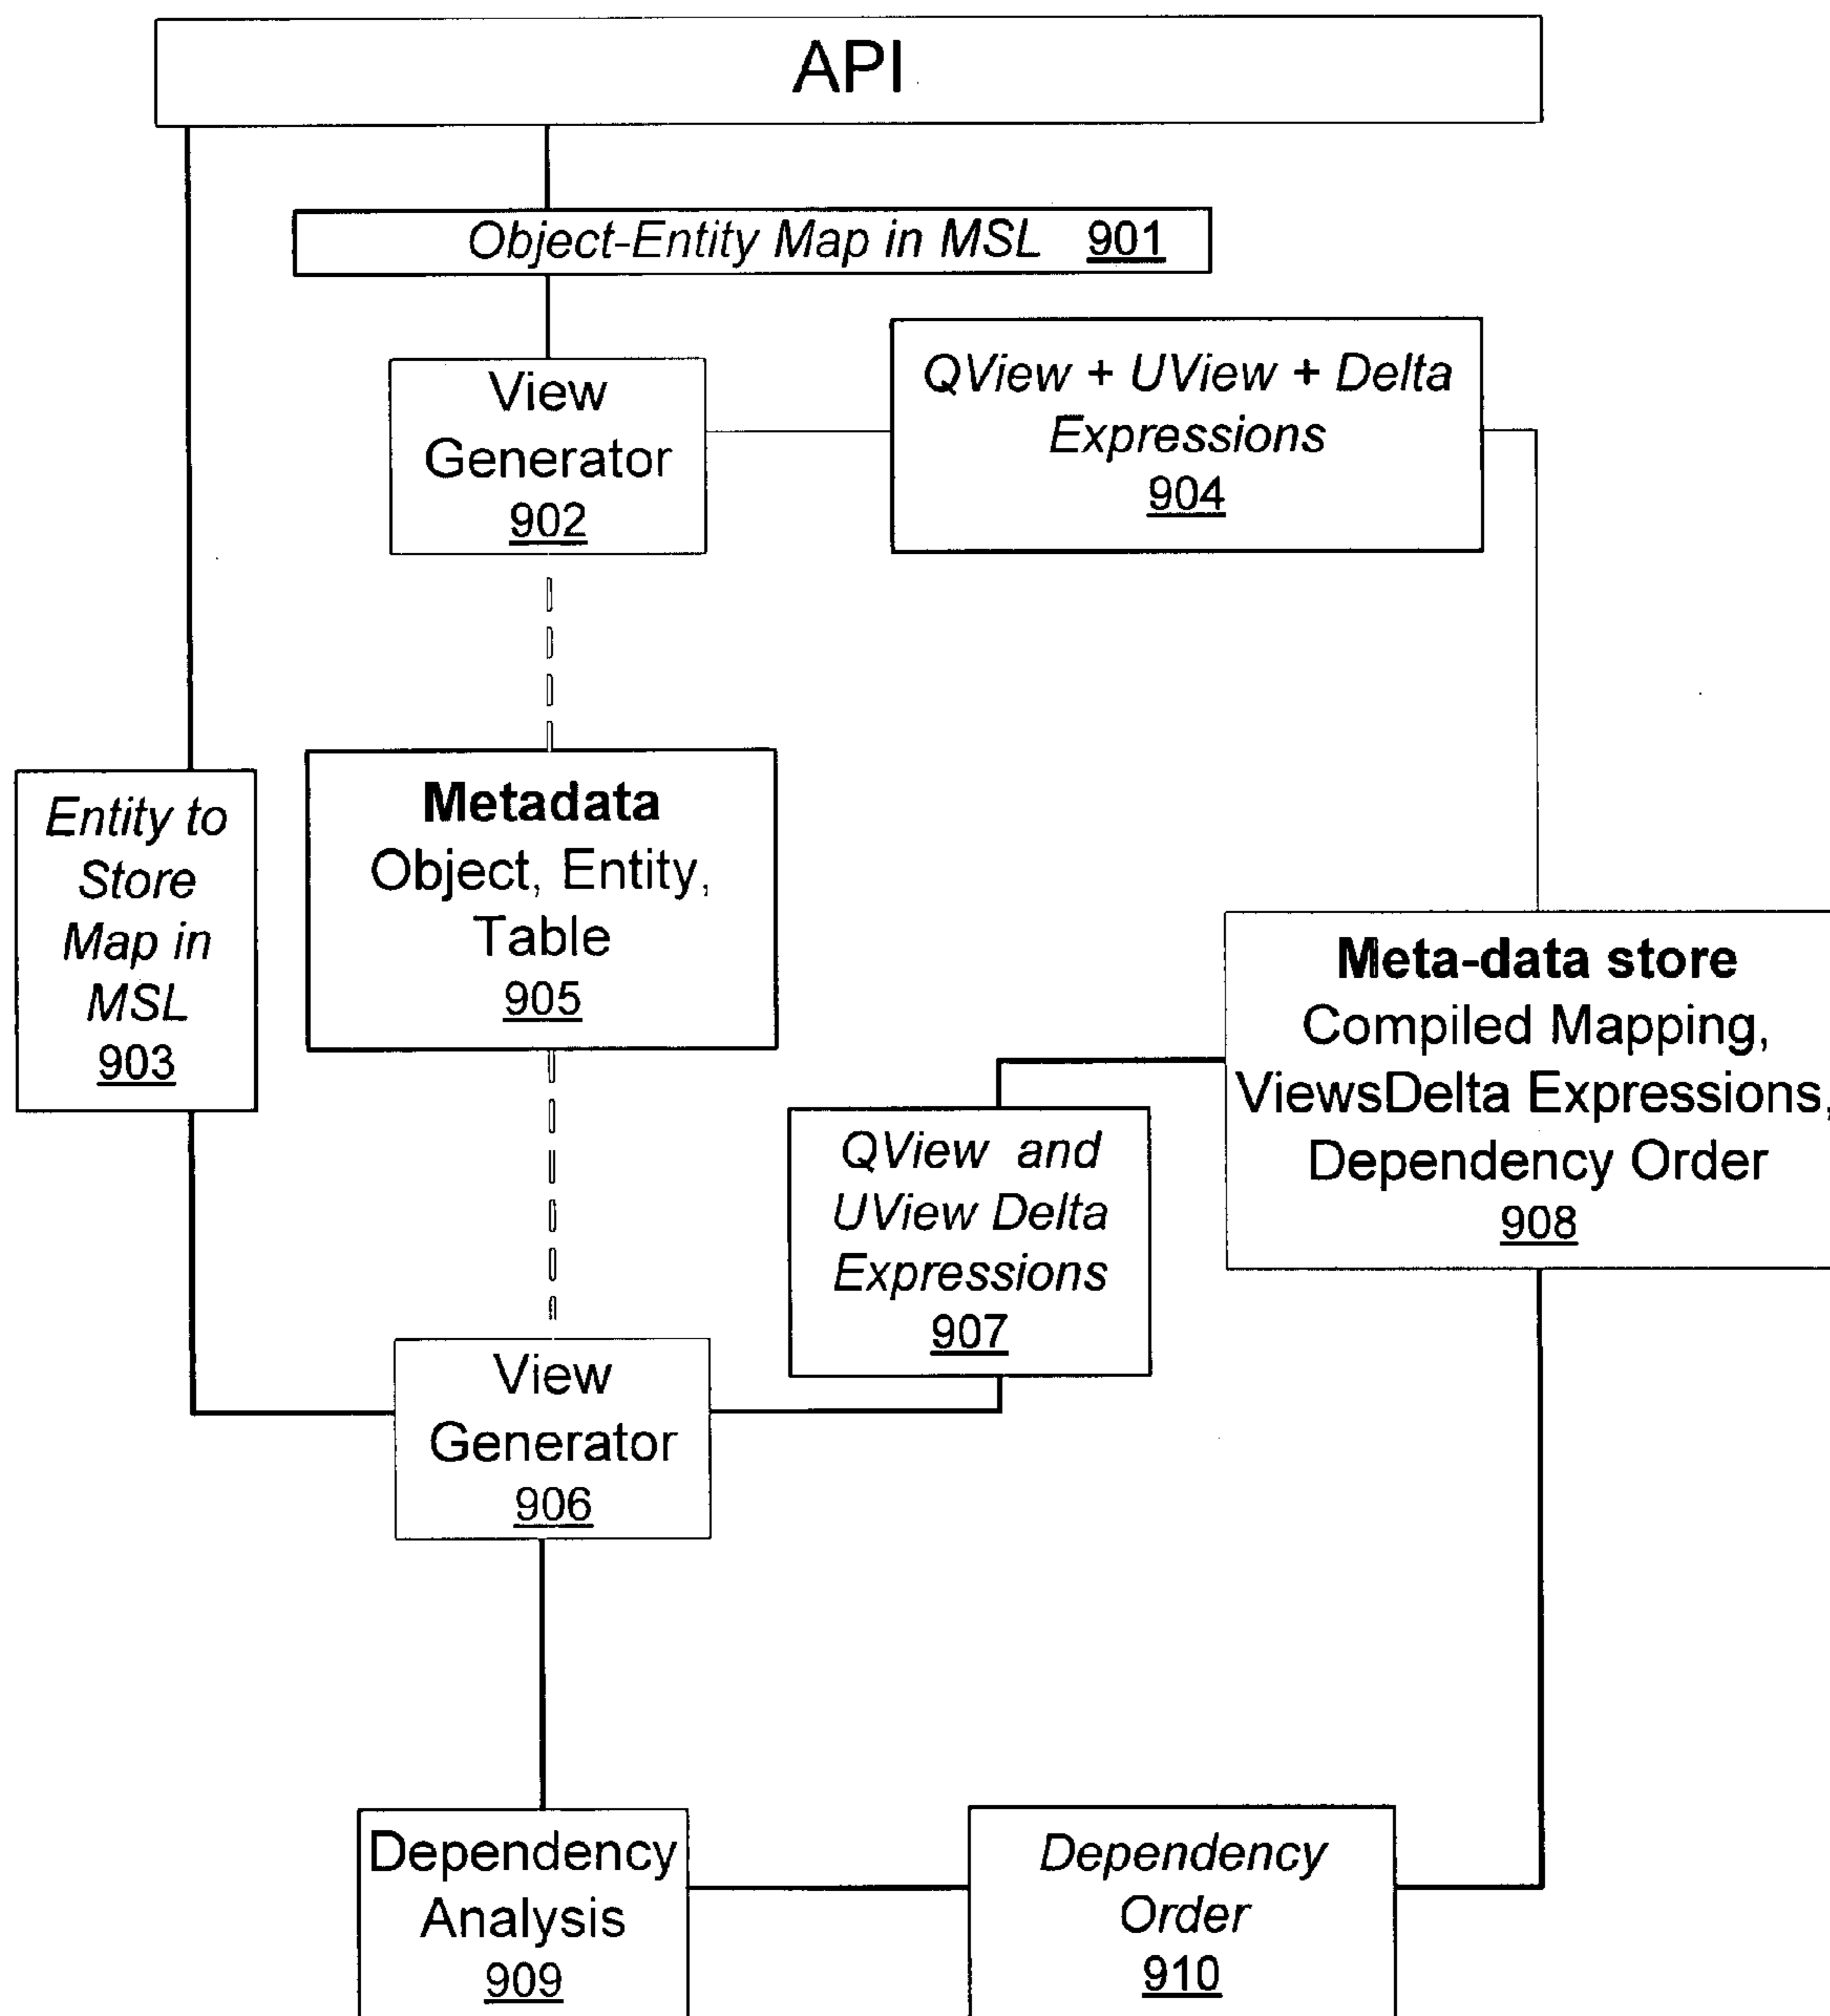 API
Object-Entity Map in MSL 901
View
Generator
902
QView + UView + Delta
Expressions
904
Entity to
Store
Map in
MSL
903
Metadata
Object, Entity,
Table
905
Meta-data store
Compiled Mapping,
ViewsDelta Expressions,
Dependency Order
908
QView and
UView Delta
Expressions
907
View
Generator
906
Dependency
Analysis
909
Dependency
Order
910